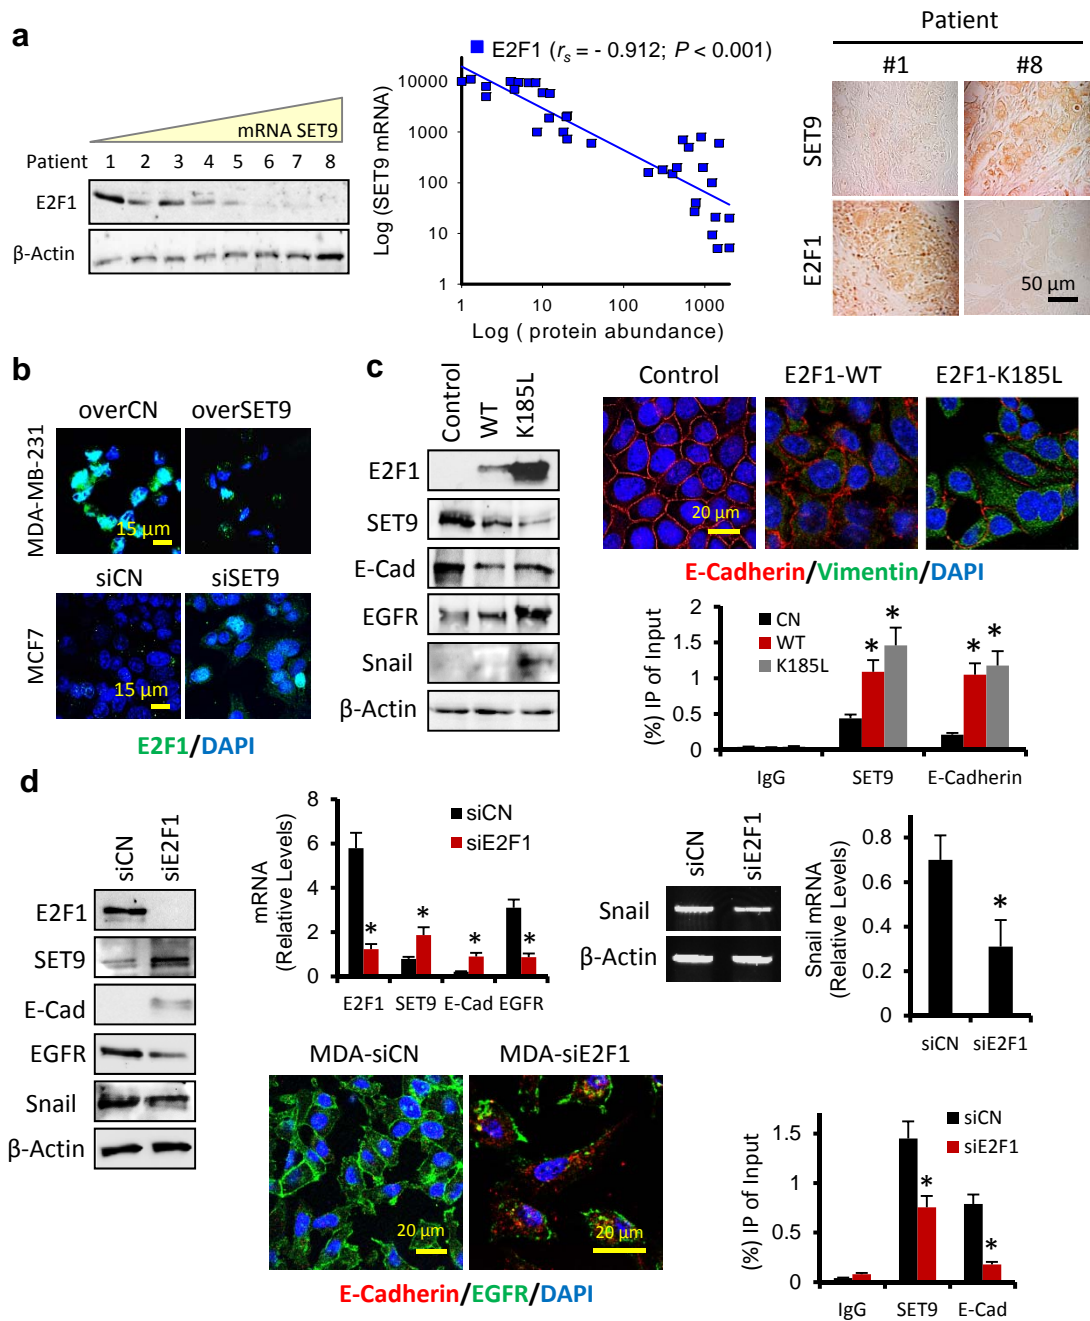 a
mRNA SET9
Patient 1 2 3 4 5 6 7 8
E2F1
β-Actin
E2F1 (rs = - 0.912; P < 0.001)
Log (SET9 mRNA)
10000
1000
100
10
1
1 10 100 1000
Log ( protein abundance)
Patient
#1 #8
SET9
E2F1
50 µm
b
overCN overSET9
MDA-MB-231
15 µm
siCN siSET9
MCF7
15 µm
E2F1/DAPI
c
Control WT K185L
E2F1
SET9
E-Cad
EGFR
Snail
β-Actin
Control E2F1-WT E2F1-K185L
20 µm
E-Cadherin/Vimentin/DAPI
(%) IP of Input
2
1.5
1
0.5
0
CN
WT
K185L
* * * *
IgG SET9 E-Cadherin
d
siCN siE2F1
E2F1
SET9
E-Cad
EGFR
Snail
β-Actin
mRNA
(Relative Levels)
8
6
4
2
0
siCN
siE2F1
* * * *
E2F1 SET9 E-Cad EGFR
siCN siE2F1
Snail
β-Actin
Snail mRNA
(Relative Levels)
0.8
0.6
0.4
0.2
0
*
siCN siE2F1
MDA-siCN MDA-siE2F1
20 µm 20 µm
E-Cadherin/EGFR/DAPI
(%) IP of Input
1.5
1
0.5
0
siCN
siE2F1
* *
IgG SET9 E-Cad